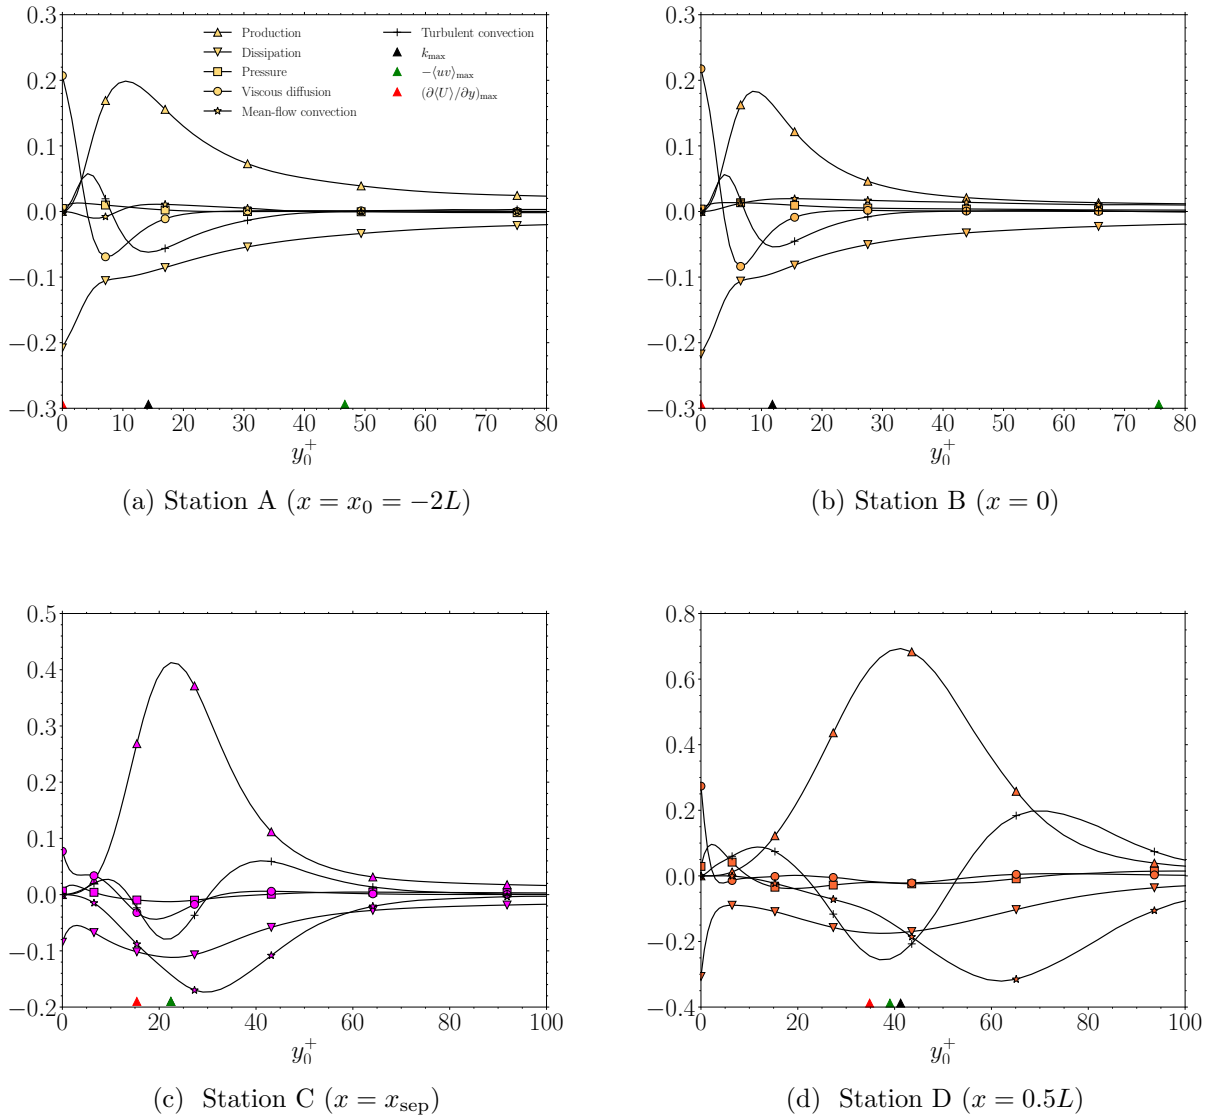 0.3
0.2
0.1
0.0
−0.1
−0.2
−0.3
0 10 20 30 40 50 60 70 80
y₀⁺
Production
Dissipation
Pressure
Viscous diffusion
Mean-flow convection
Turbulent convection
k_max
−⟨uv⟩_max
(∂⟨U⟩/∂y)_max
(a) Station A (x = x₀ = −2L)
0.3
0.2
0.1
0.0
−0.1
−0.2
−0.3
0 10 20 30 40 50 60 70 80
y₀⁺
(b) Station B (x = 0)
0.5
0.4
0.3
0.2
0.1
0.0
−0.1
−0.2
0 20 40 60 80 100
y₀⁺
(c) Station C (x = x_sep)
0.8
0.6
0.4
0.2
0.0
−0.2
−0.4
0 20 40 60 80 100
y₀⁺
(d) Station D (x = 0.5L)